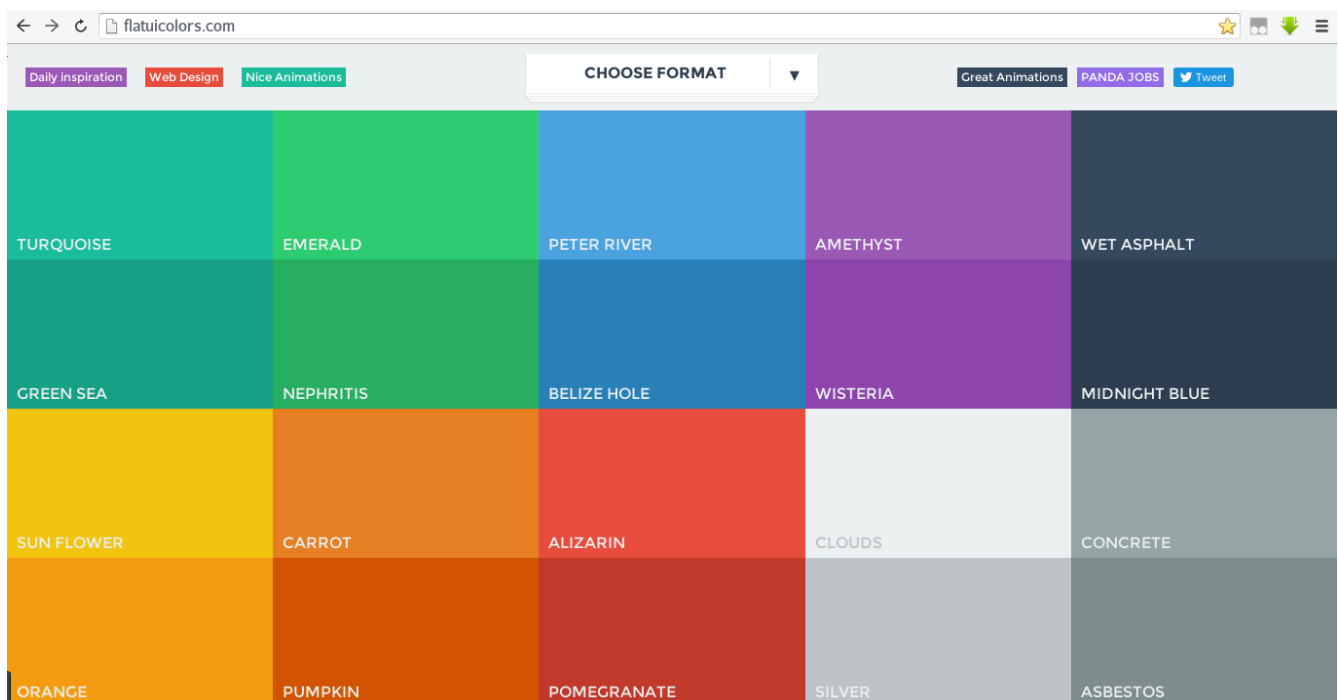 flatuicolors.com
Daily inspiration Web Design Nice Animations CHOOSE FORMAT Great Animations PANDA JOBS Tweet
TURQUOISE EMERALD PETER RIVER AMETHYST WET ASPHALT
GREEN SEA NEPHRITIS BELIZE HOLE WISTERIA MIDNIGHT BLUE
SUN FLOWER CARROT ALIZARIN CLOUDS CONCRETE
ORANGE PUMPKIN POMEGRANATE SILVER ASBESTOS